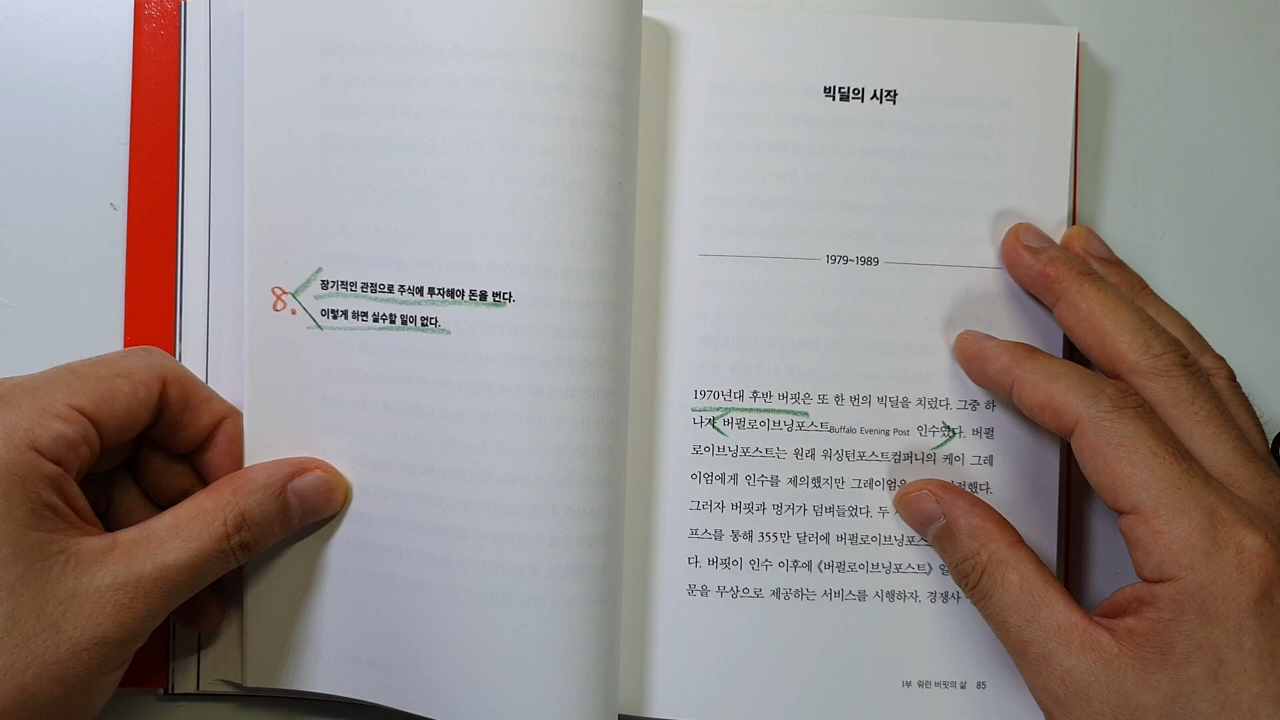 8.
장기적인 관점으로 주식에 투자해야 돈을 번다.
이렇게 하면 실수할 일이 없다.
빅딜의 시작
1979~1989
1970년대 후반 버핏은 또 한 번의 빅딜을 치렀다. 그중 하
나가 버펄로이브닝포스트Buffalo Evening Post 인수였다. 버펄
로이브닝포스트는 원래 워싱턴포스트컴퍼니의 케이 그레
이엄에게 인수를 제의했지만 그레이엄은
그러자 버핏과 멍거가 덤벼들었다. 두
프스를 통해 355만 달러에 버펄로이브닝포스
다. 버핏이 인수 이후에 《버펄로이브닝포스트》
문을 무상으로 제공하는 서비스를 시행하자, 경쟁사
1부 워런 버핏의 삶 85